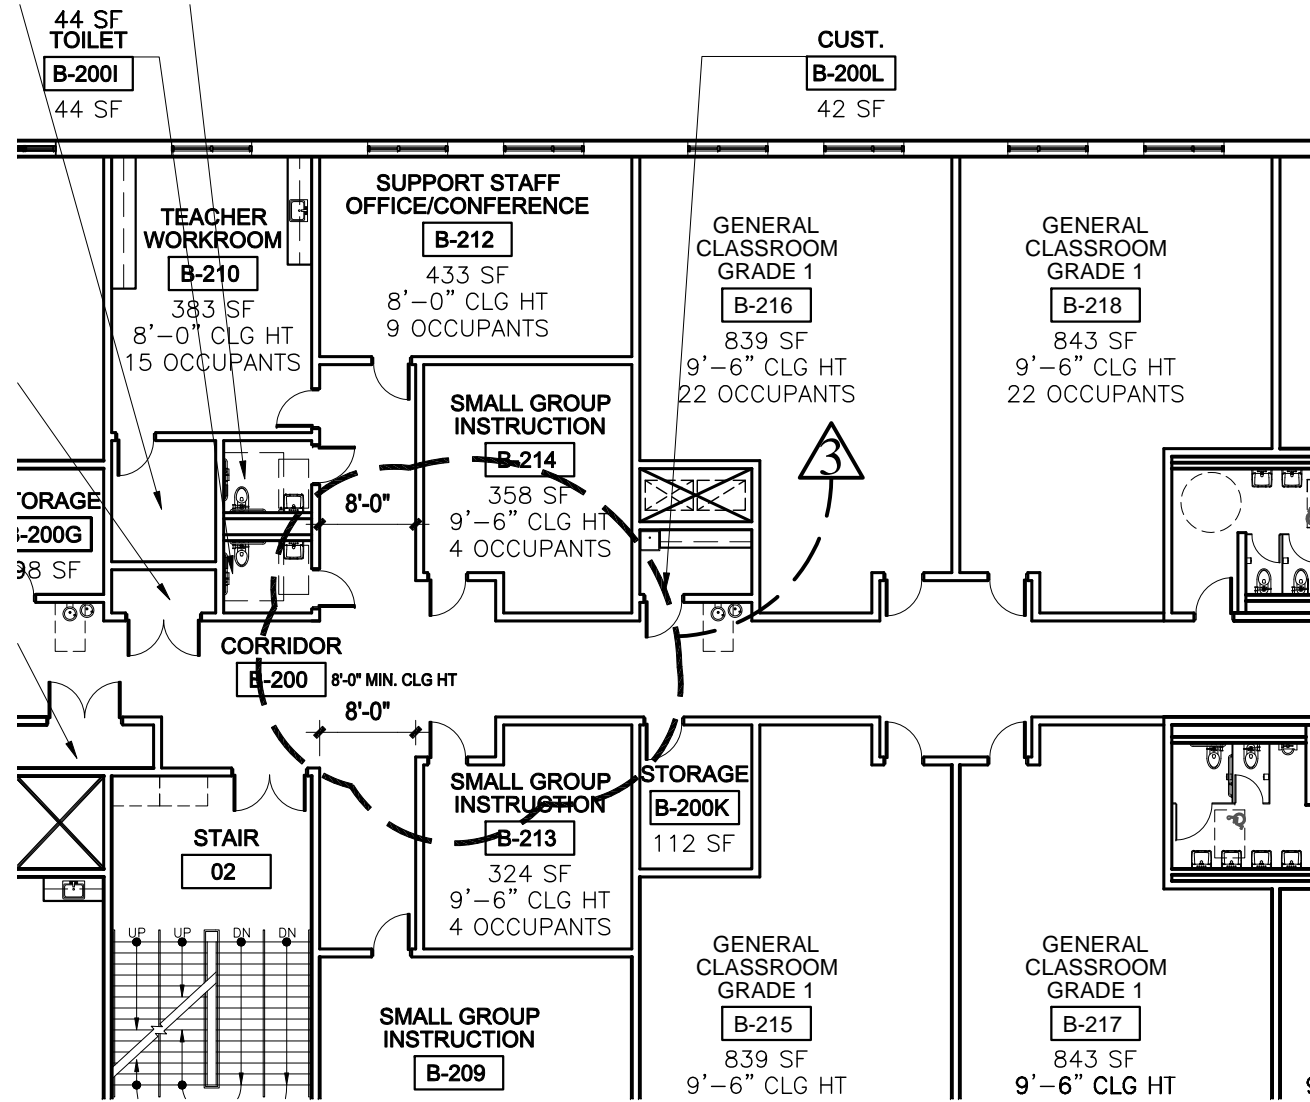 44 SF
TOILET
B-200I
44 SF
CUST.
B-200L
42 SF
SUPPORT STAFF
OFFICE/CONFERENCE
B-212
433 SF
8'-0" CLG HT
9 OCCUPANTS
TEACHER
WORKROOM
B-210
383 SF
8'-0" CLG HT
15 OCCUPANTS
GENERAL
CLASSROOM
GRADE 1
B-216
839 SF
9'-6" CLG HT
22 OCCUPANTS
GENERAL
CLASSROOM
GRADE 1
B-218
843 SF
9'-6" CLG HT
22 OCCUPANTS
SMALL GROUP
INSTRUCTION
B-214
358 SF
9'-6" CLG HT
4 OCCUPANTS
3
8'-0"
TORAGE
-200G
98 SF
CORRIDOR
B-200
8'-0" MIN. CLG HT
8'-0"
SMALL GROUP
INSTRUCTION
B-213
324 SF
9'-6" CLG HT
4 OCCUPANTS
STORAGE
B-200K
112 SF
STAIR
02
UP UP DN DN
GENERAL
CLASSROOM
GRADE 1
B-215
839 SF
9'-6" CLG HT
GENERAL
CLASSROOM
GRADE 1
B-217
843 SF
9'-6" CLG HT
SMALL GROUP
INSTRUCTION
B-209